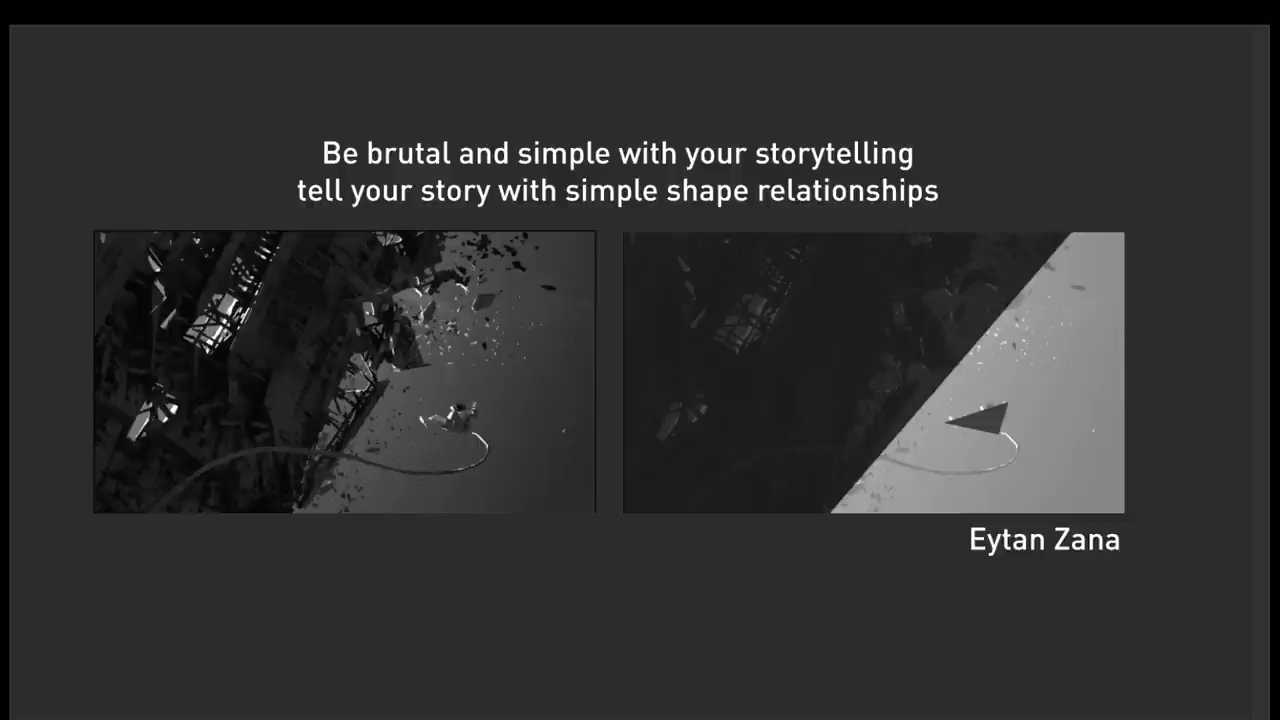 Be brutal and simple with your storytelling
tell your story with simple shape relationships
Eytan Zana